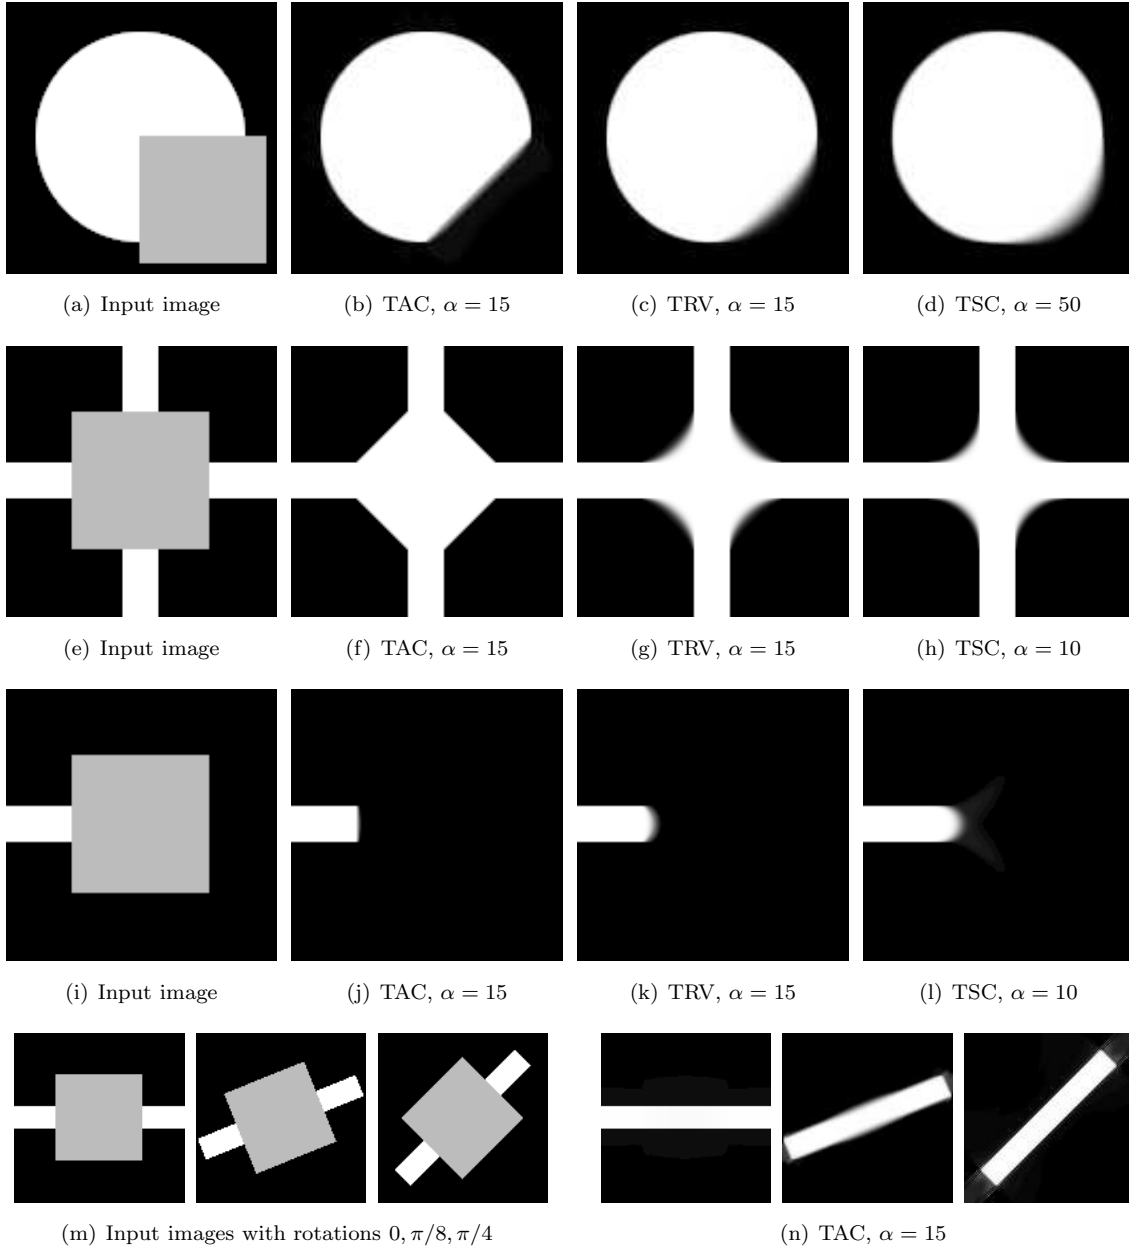 (a) Input image
(b) TAC, α = 15
(c) TRV, α = 15
(d) TSC, α = 50
(e) Input image
(f) TAC, α = 15
(g) TRV, α = 15
(h) TSC, α = 10
(i) Input image
(j) TAC, α = 15
(k) TRV, α = 15
(l) TSC, α = 10
(m) Input images with rotations 0, π/8, π/4
(n) TAC, α = 15